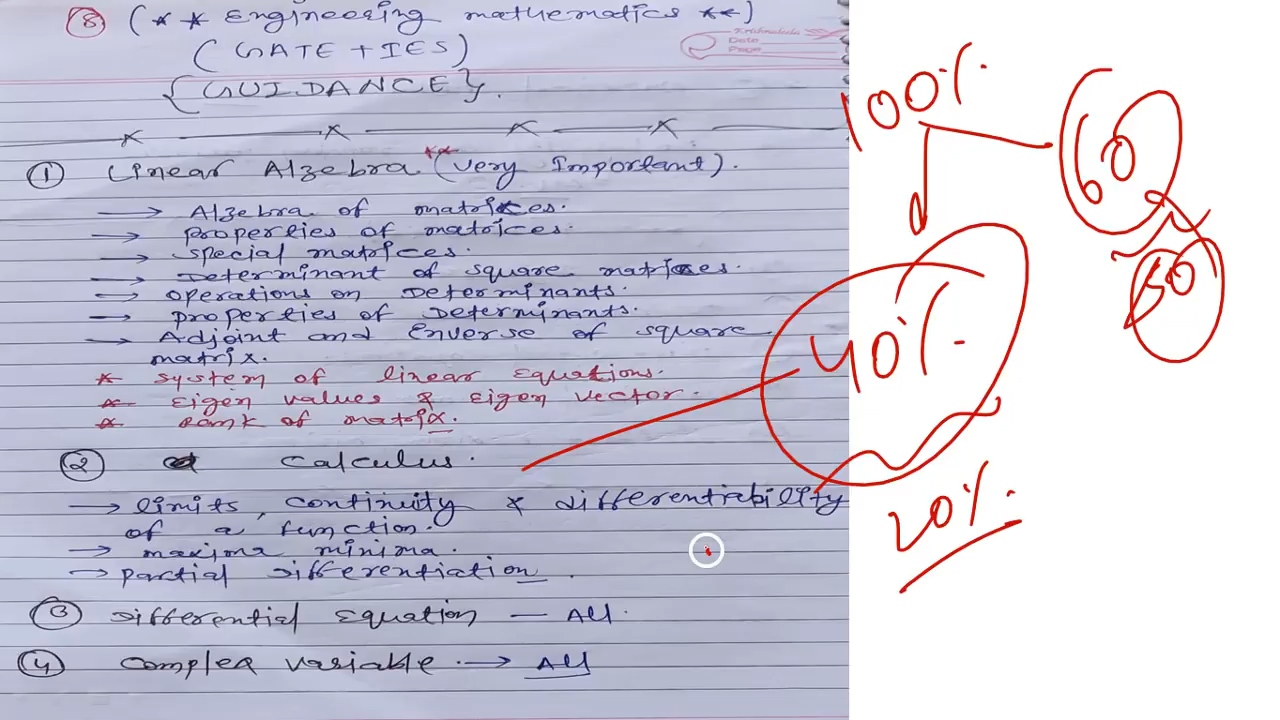 8 (** Engineering mathematics **)
(GATE + IES)
{GUIDANCE}.
Date
Page
1 Linear Algebra ** (very Important).
→ Algebra of matrices.
→ properties of matrices.
→ special matrices.
→ Determinant of square matrices.
→ operations on Determinants.
→ properties of Determinants.
→ Adjoint and Enverse of square
matrix.
* system of linear equations.
* Eigen values & Eigen vector.
* Rank of matrix.
2 calculus.
→ limits, continuity & differentiability
of a function.
→ maxima minima.
→ partial differentiation.
3 Differential Equation — All.
4 complex variable. → All
100%
60
50
40%.
20%.